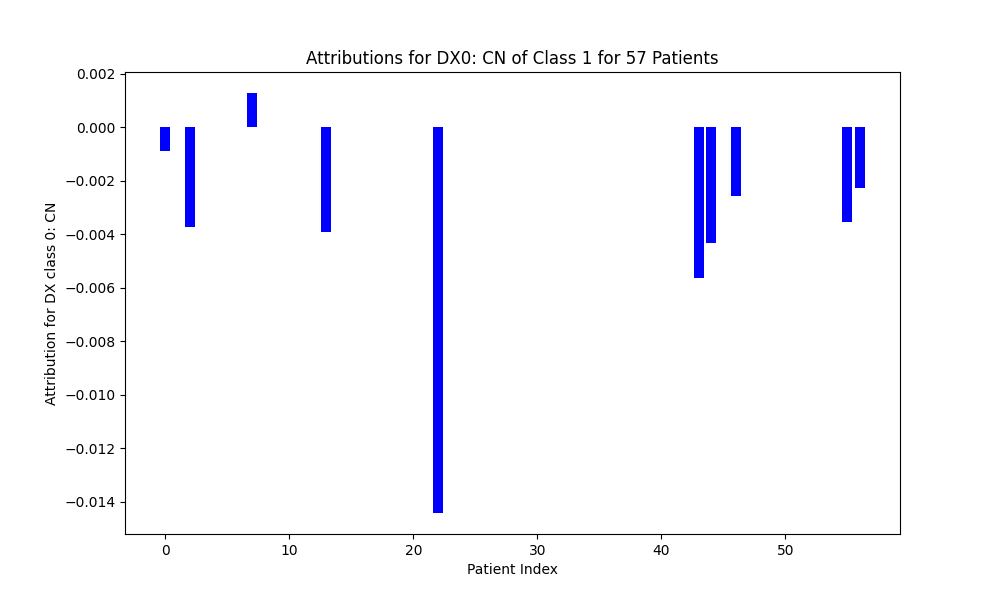 Attributions for DX0: CN of Class 1 for 57 Patients
Attribution for DX class 0: CN
0.002
0.000
−0.002
−0.004
−0.006
−0.008
−0.010
−0.012
−0.014
0 10 20 30 40 50
Patient Index